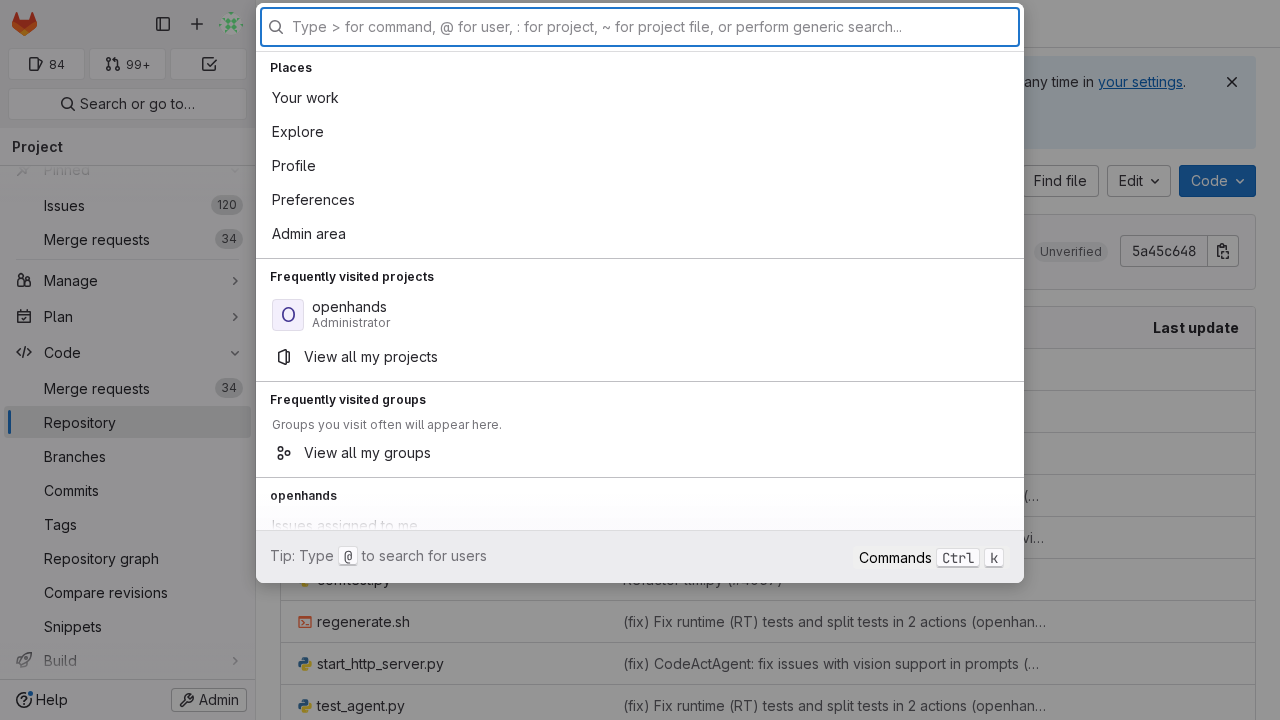 Type > for command, @ for user, : for project, ~ for project file, or perform generic search...
84
99+
Search or go to…
Project
Pinned
Issues
120
Merge requests
34
Manage
Plan
Code
Merge requests
34
Repository
Branches
Commits
Tags
Repository graph
Compare revisions
Snippets
Build
Help
Admin
Places
Your work
Explore
Profile
Preferences
Admin area
Frequently visited projects
O
openhands
Administrator
View all my projects
Frequently visited groups
Groups you visit often will appear here.
View all my groups
openhands
Issues assigned to me
Tip: Type @ to search for users
Commands Ctrl k
any time in your settings.
Find file
Edit
Code
Unverified
5a45c648
Last update
regenerate.sh
(fix) Fix runtime (RT) tests and split tests in 2 actions (openhan…
start_http_server.py
(fix) CodeActAgent: fix issues with vision support in prompts (…
test_agent.py
(fix) Fix runtime (RT) tests and split tests in 2 actions (openhan…